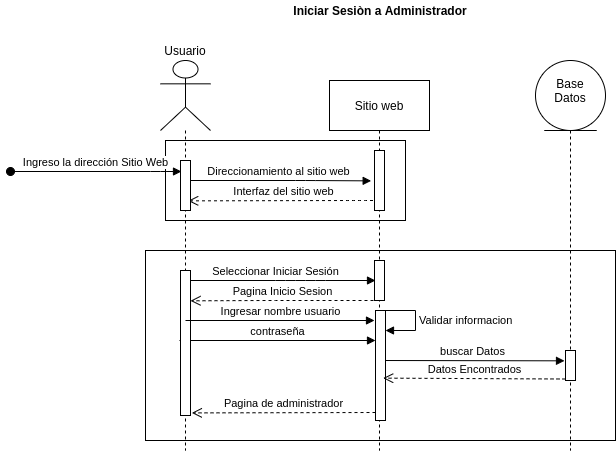 Iniciar Sesiòn a Administrador
Usuario
Sitio web
Base
Datos
Ingreso la dirección Sitio Web
Direccionamiento al sitio web
Interfaz del sitio web
Seleccionar Iniciar Sesión
Pagina Inicio Sesion
Ingresar nombre usuario
Validar informacion
contraseña
buscar Datos
Datos Encontrados
Pagina de administrador